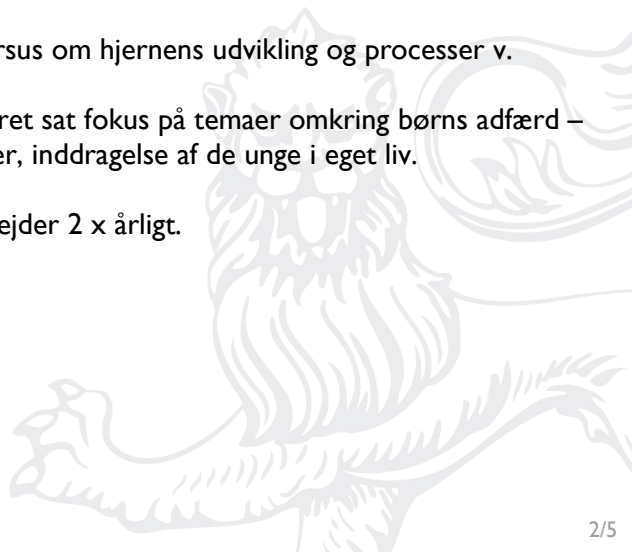 rsus om hjernens udvikling og processer v.
ret sat fokus på temaer omkring børns adfærd –
er, inddragelse af de unge i eget liv.
ejder 2 x årligt.
2/5